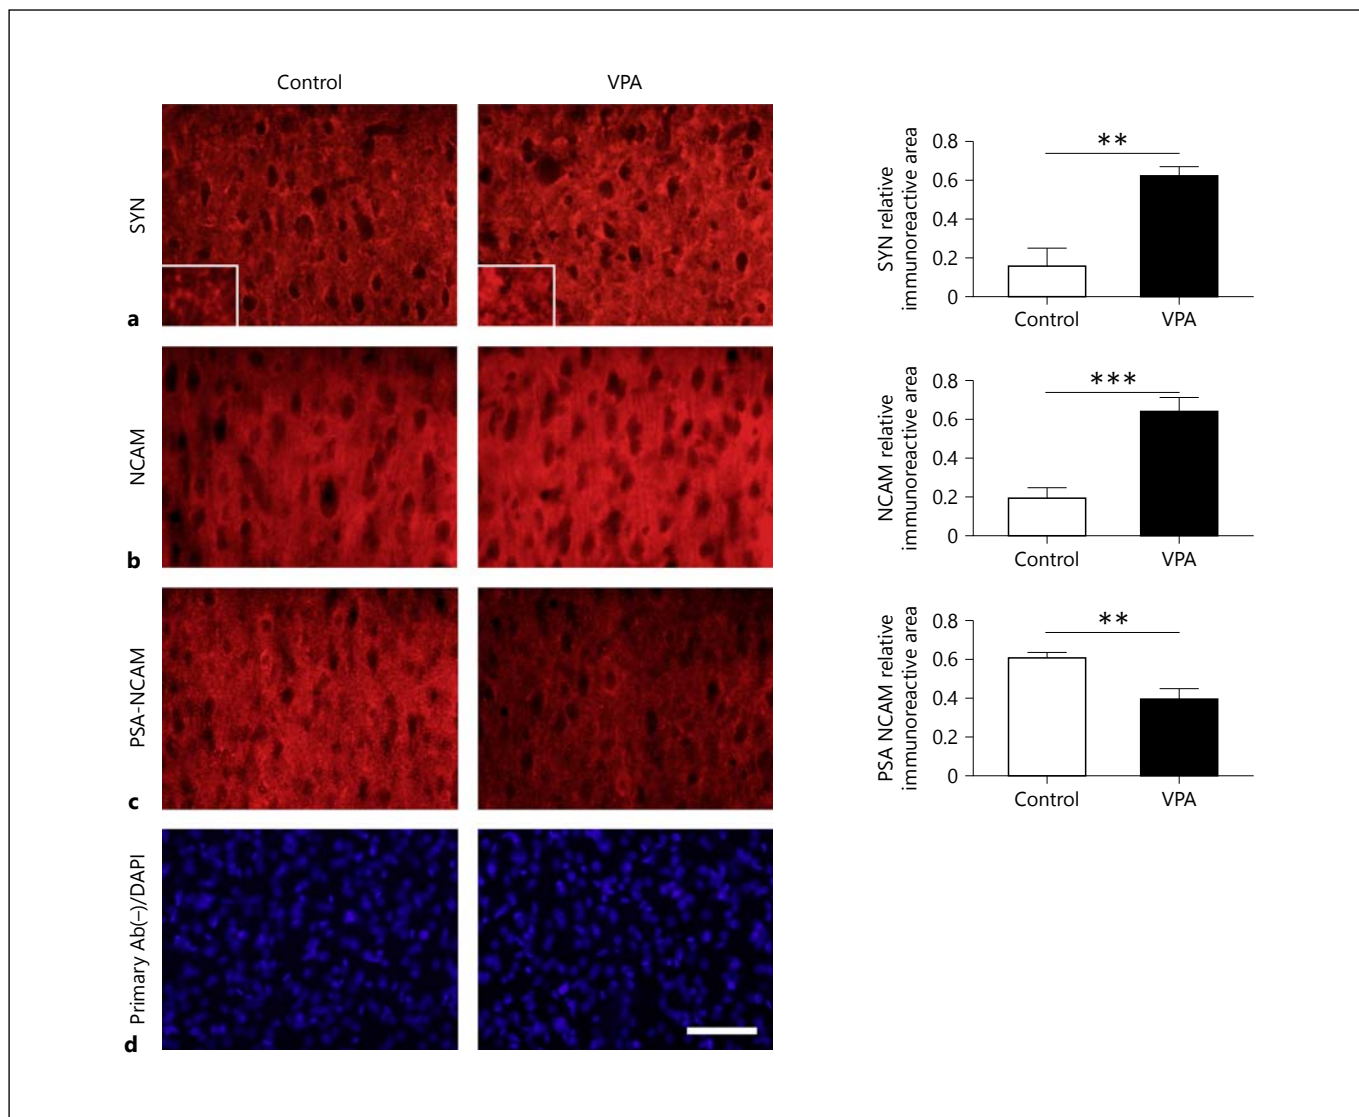 Control
VPA
SYN
a
SYN relative
immunoreactive area
0.8
0.6
0.4
0.2
0
**
Control
VPA
NCAM
b
NCAM relative
immunoreactive area
0.8
0.6
0.4
0.2
0
***
Control
VPA
PSA-NCAM
c
PSA NCAM relative
immunoreactive area
0.8
0.6
0.4
0.2
0
**
Control
VPA
Primary Ab(–)/DAPI
d